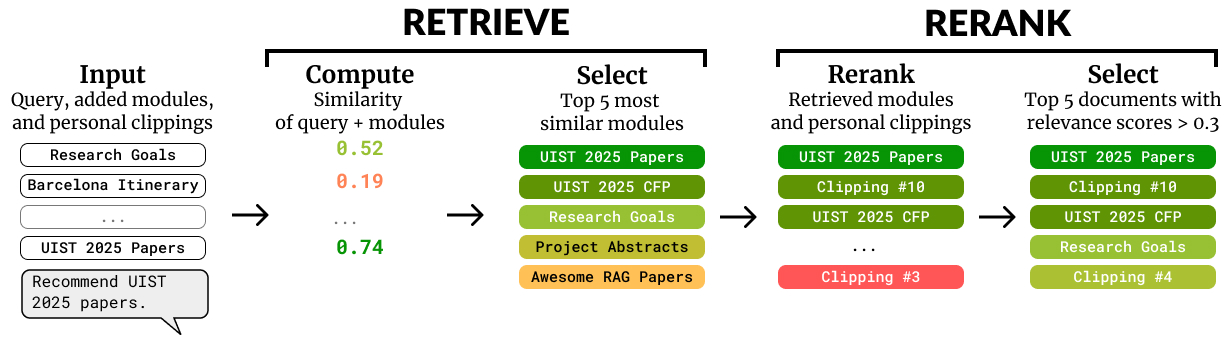 RETRIEVE
RERANK
Input
Query, added modules,
and personal clippings
Research Goals
Barcelona Itinerary
...
UIST 2025 Papers
Recommend UIST
2025 papers.
Compute
Similarity
of query + modules
0.52
0.19
...
0.74
Select
Top 5 most
similar modules
UIST 2025 Papers
UIST 2025 CFP
Research Goals
Project Abstracts
Awesome RAG Papers
Rerank
Retrieved modules
and personal clippings
UIST 2025 Papers
Clipping #10
UIST 2025 CFP
...
Clipping #3
Select
Top 5 documents with
relevance scores > 0.3
UIST 2025 Papers
Clipping #10
UIST 2025 CFP
Research Goals
Clipping #4